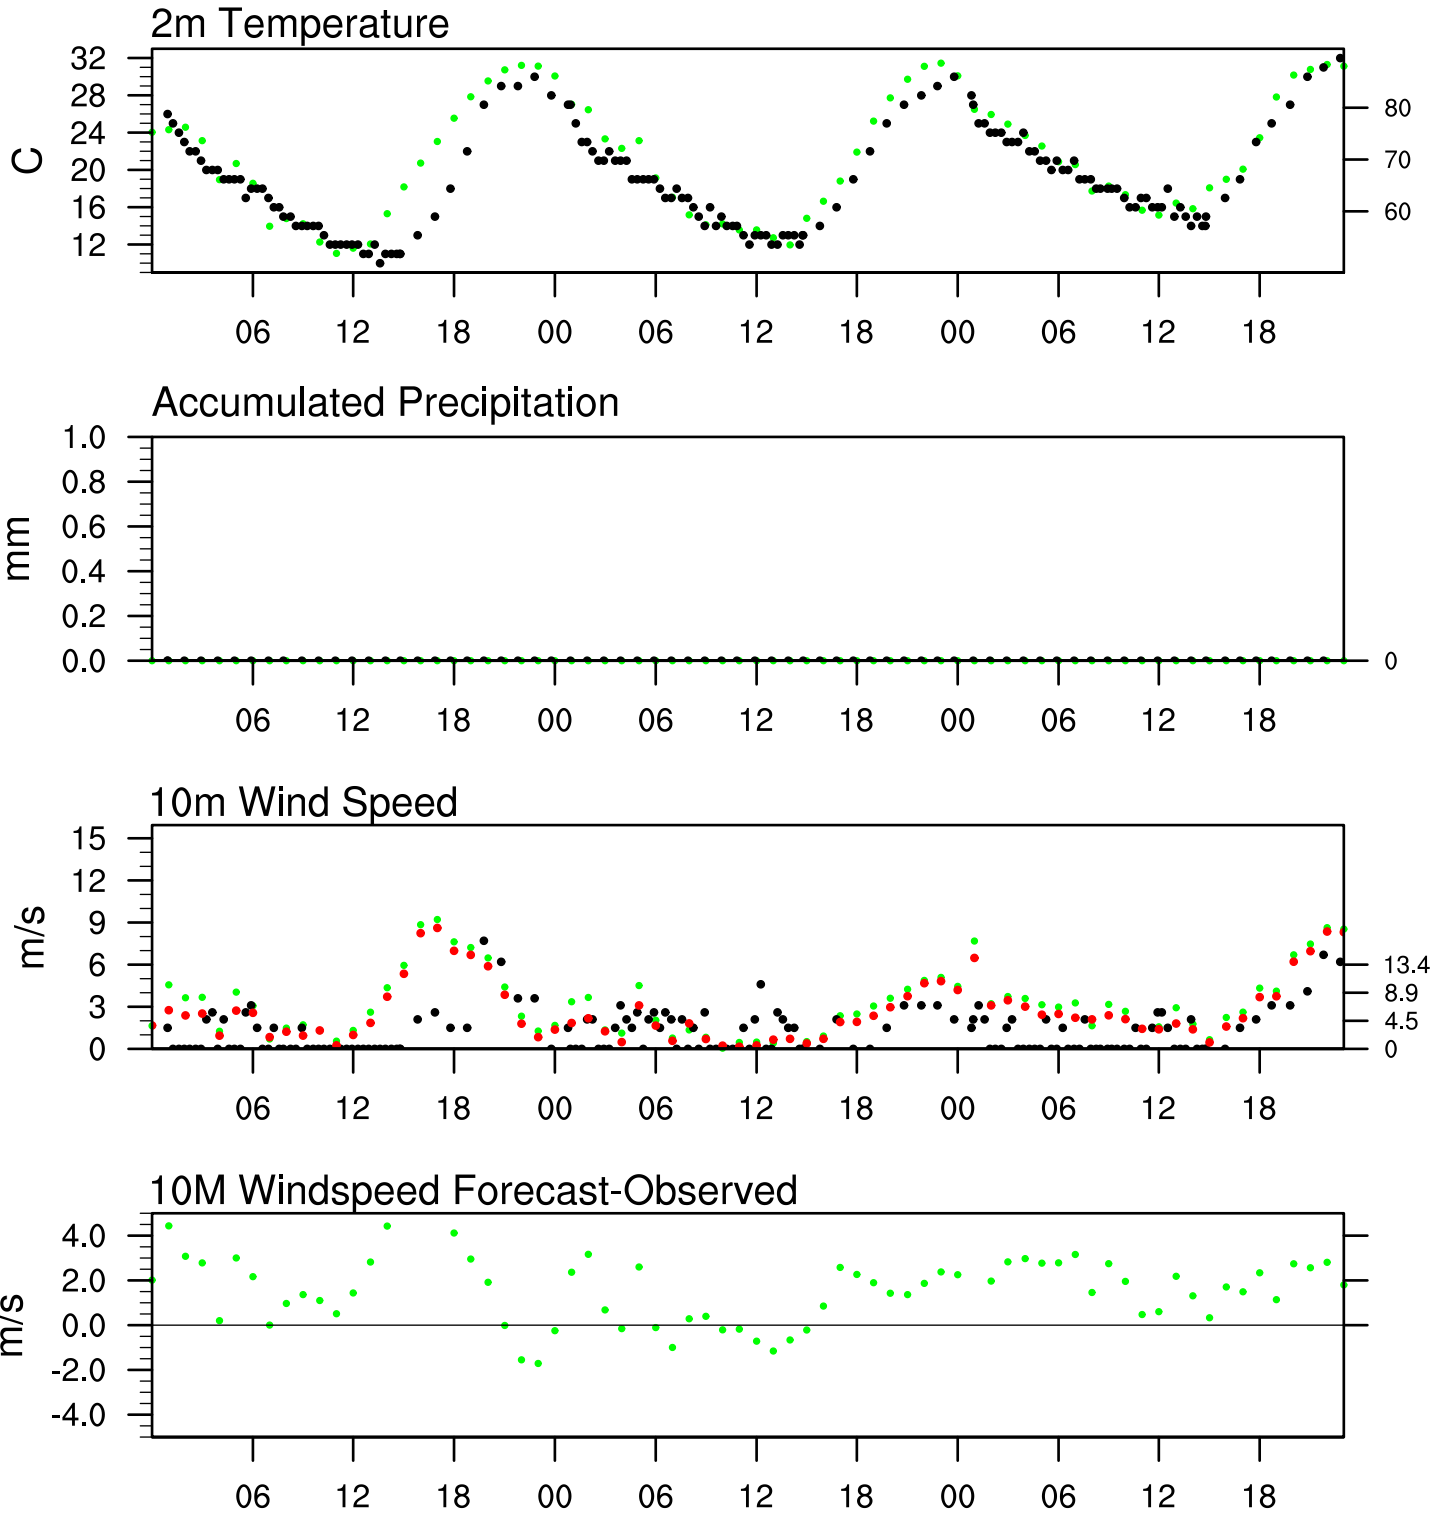 2m Temperature
32
28
24
20
16
12
C
80
70
60
06 12 18 00 06 12 18 00 06 12 18
Accumulated Precipitation
1.0
0.8
0.6
0.4
0.2
0.0
mm
0
06 12 18 00 06 12 18 00 06 12 18
10m Wind Speed
15
12
9
6
3
0
m/s
13.4
8.9
4.5
0
06 12 18 00 06 12 18 00 06 12 18
10M Windspeed Forecast-Observed
4.0
2.0
0.0
-2.0
-4.0
m/s
06 12 18 00 06 12 18 00 06 12 18